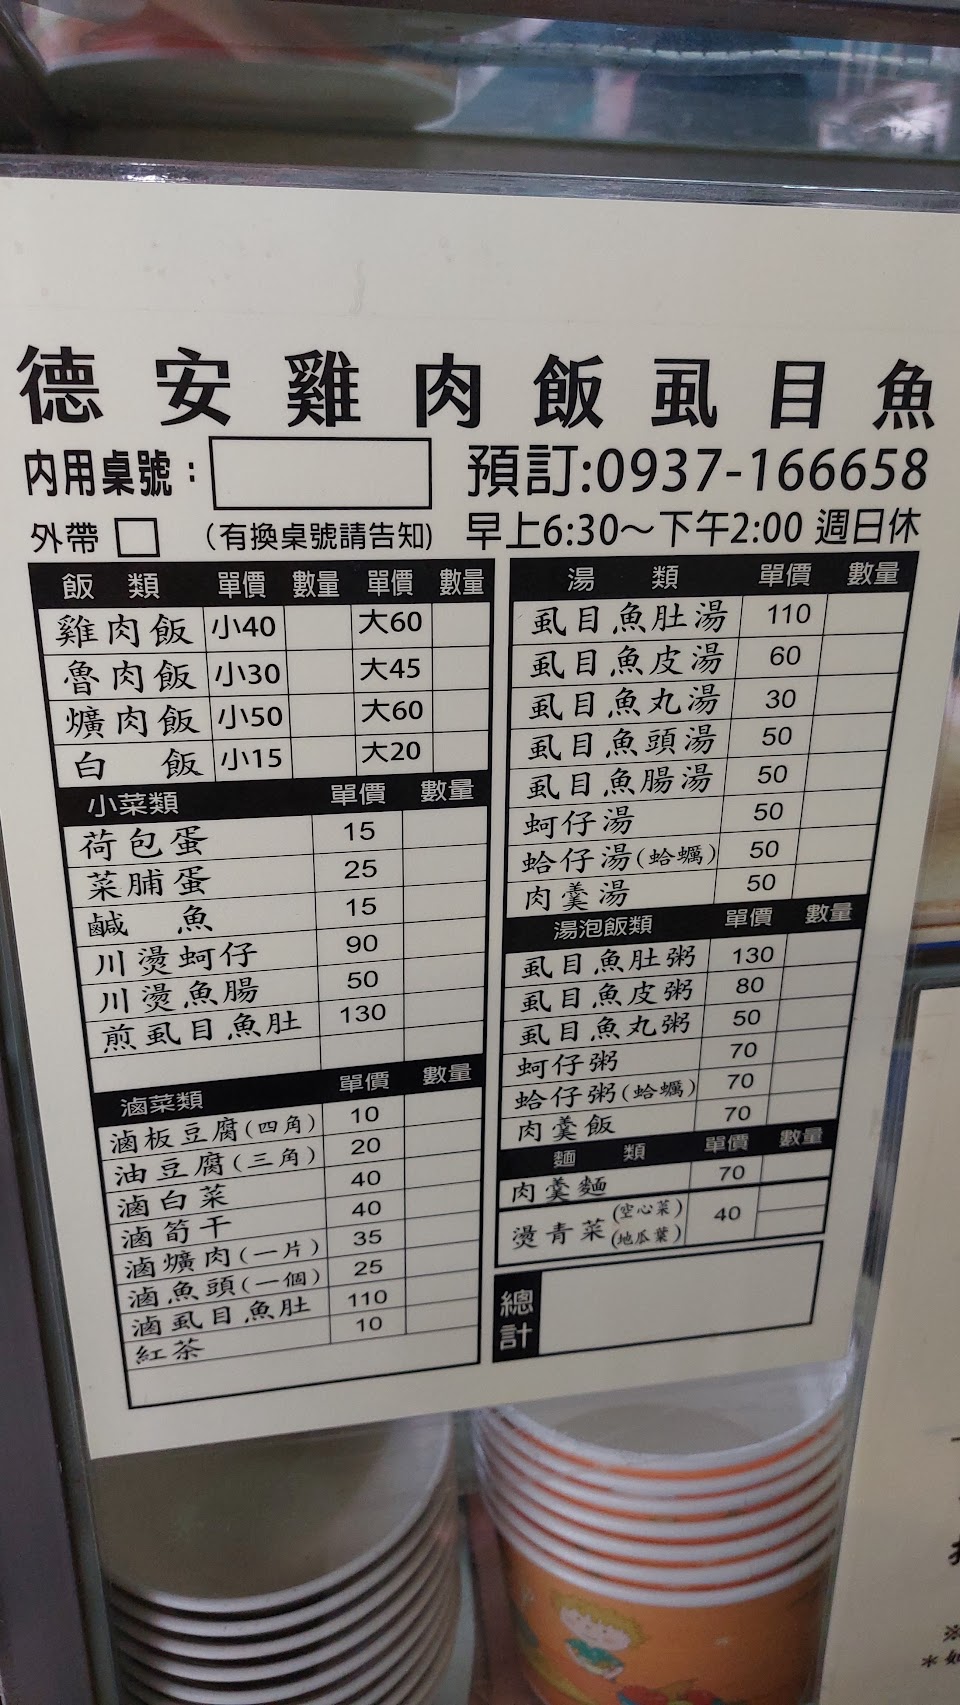 德安雞肉飯虱目魚
內用桌號：
預訂:0937-166658
外帶 □ (有換桌號請告知)
早上6:30～下午2:00 週日休
飯類 單價 數量 單價 數量
雞肉飯 小40 大60
魯肉飯 小30 大45
爌肉飯 小50 大60
白飯 小15 大20
小菜類 單價 數量
荷包蛋 15
菜脯蛋 25
鹹魚 15
川燙蚵仔 90
川燙魚腸 50
煎虱目魚肚 130
滷菜類 單價 數量
滷板豆腐(四角) 10
油豆腐(三角) 20
滷白菜 40
滷筍干 40
滷爌肉(一片) 35
滷魚頭(一個) 25
滷虱目魚肚 110
紅茶 10
湯類 單價 數量
虱目魚肚湯 110
虱目魚皮湯 60
虱目魚丸湯 30
虱目魚頭湯 50
虱目魚腸湯 50
蚵仔湯 50
蛤仔湯(蛤蠣) 50
肉羹湯 50
湯泡飯類 單價 數量
虱目魚肚粥 130
虱目魚皮粥 80
虱目魚丸粥 50
蚵仔粥 70
蛤仔粥(蛤蠣) 70
肉羹飯 70
麵類 單價 數量
肉羹麵 70
燙青菜(空心菜)(地瓜葉) 40
總計